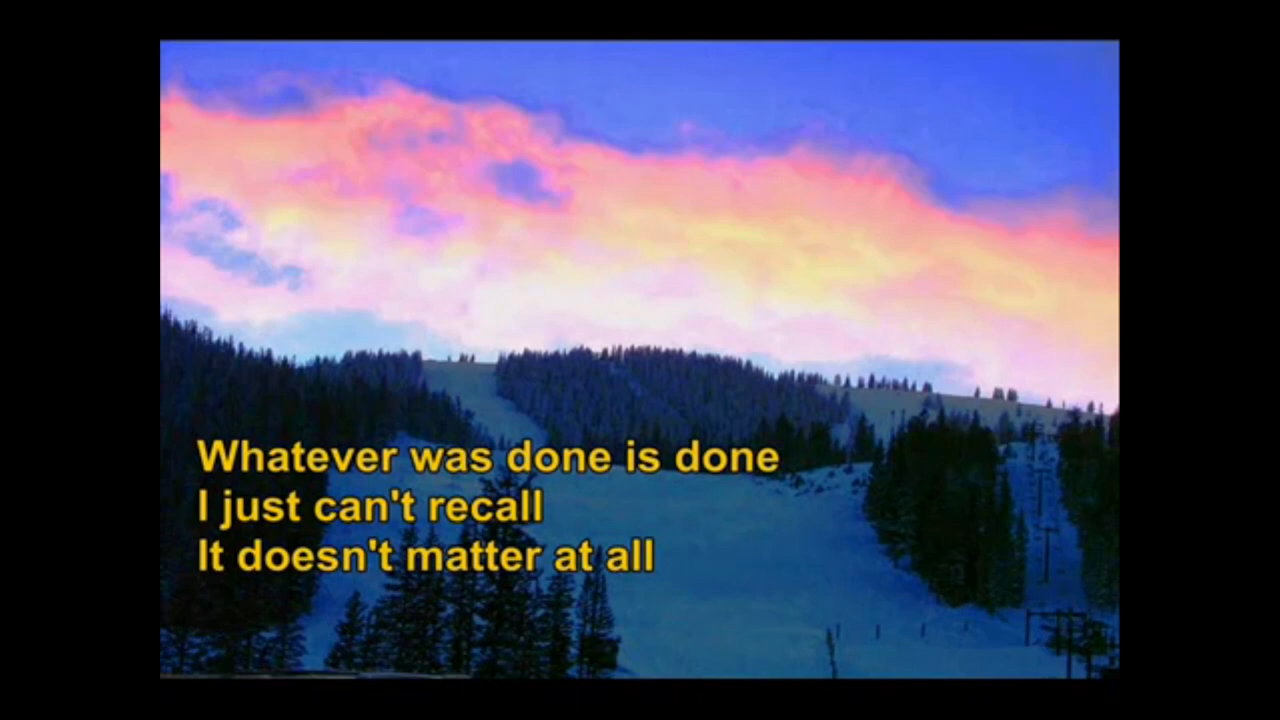 Whatever was done is done
I just can't recall
It doesn't matter at all